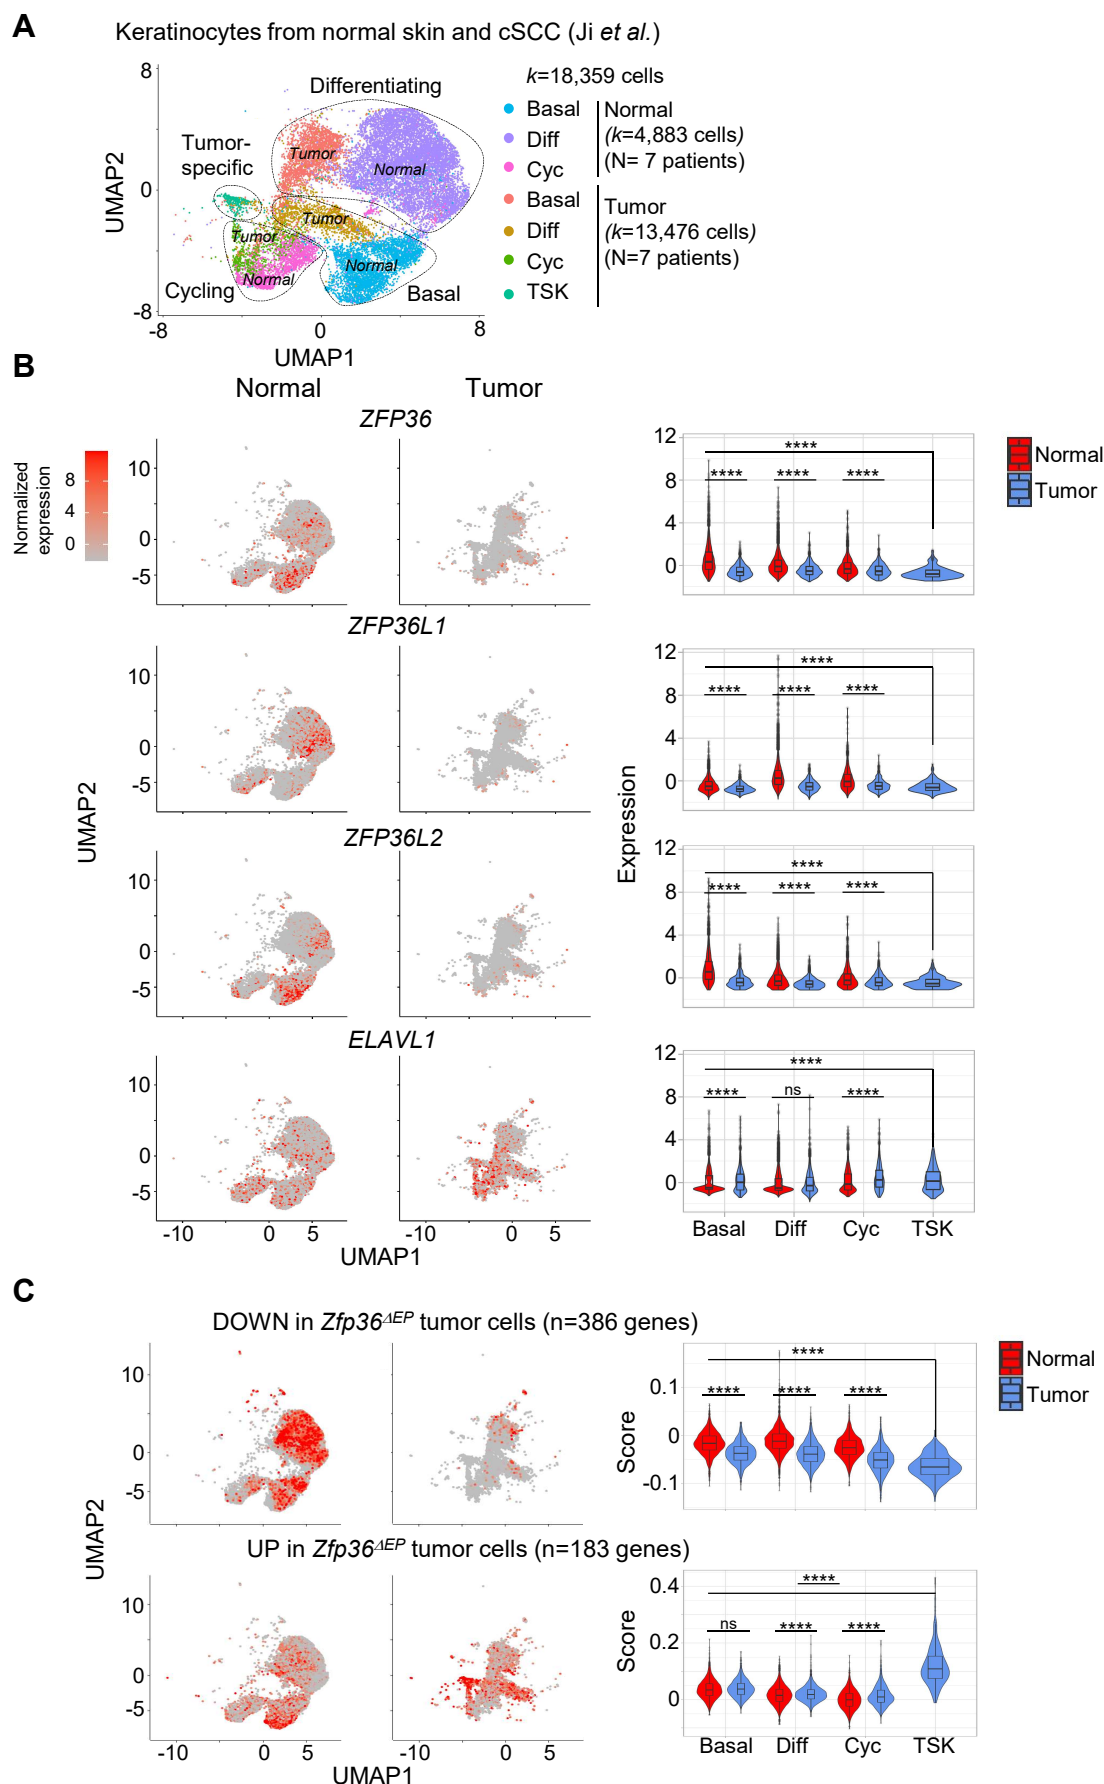 A
Keratinocytes from normal skin and cSCC (Ji et al.)
8
0
-8
UMAP2
-8
0
8
UMAP1
Differentiating
Tumor-
specific
Tumor
Normal
Tumor
Tumor
Normal
Normal
Cycling
Basal
k=18,359 cells
Basal
Diff
Cyc
Normal
(k=4,883 cells)
(N= 7 patients)
Basal
Diff
Cyc
TSK
Tumor
(k=13,476 cells)
(N=7 patients)
B
Normal
Tumor
Normalized
expression
8
4
0
ZFP36
10
0
-5
12
8
4
0
****
**** **** ****
Normal
Tumor
ZFP36L1
10
0
-5
12
8
4
0
****
**** **** ****
UMAP2
Expression
ZFP36L2
10
0
-5
12
8
4
0
****
**** **** ****
ELAVL1
10
0
-5
-10 0 5
-10 0 5
UMAP1
12
8
4
0
****
**** ns ****
Basal Diff Cyc TSK
C
DOWN in Zfp36ΔEP tumor cells (n=386 genes)
10
0
-5
Score
0.1
0
-0.1
****
**** **** ****
Normal
Tumor
UMAP2
UP in Zfp36ΔEP tumor cells (n=183 genes)
10
0
-5
-10 0 5
-10 0 5
UMAP1
Score
0.4
0.2
0
****
ns **** ****
Basal Diff Cyc TSK